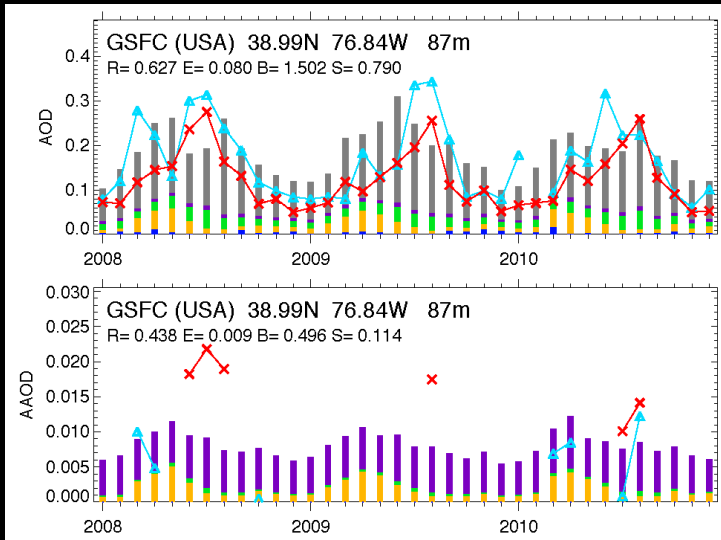 GSFC (USA) 38.99N 76.84W 87m
R= 0.627 E= 0.080 B= 1.502 S= 0.790
AOD
0.4
0.3
0.2
0.1
0.0
2008 2009 2010
GSFC (USA) 38.99N 76.84W 87m
R= 0.438 E= 0.009 B= 0.496 S= 0.114
AAOD
0.030
0.025
0.020
0.015
0.010
0.005
0.000
2008 2009 2010